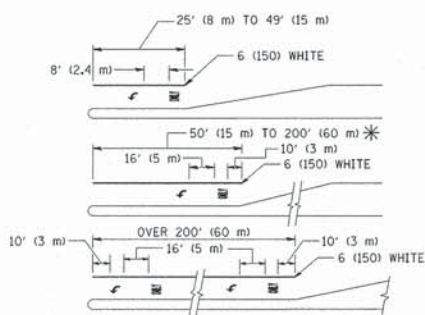 25' (8 m) TO 49' (15 m)
8' (2.4 m)
6 (150) WHITE
50' (15 m) TO 200' (60 m) *
16' (5 m)
10' (3 m)
6 (150) WHITE
OVER 200' (60 m)
10' (3 m)
16' (5 m)
10' (3 m)
6 (150) WHITE